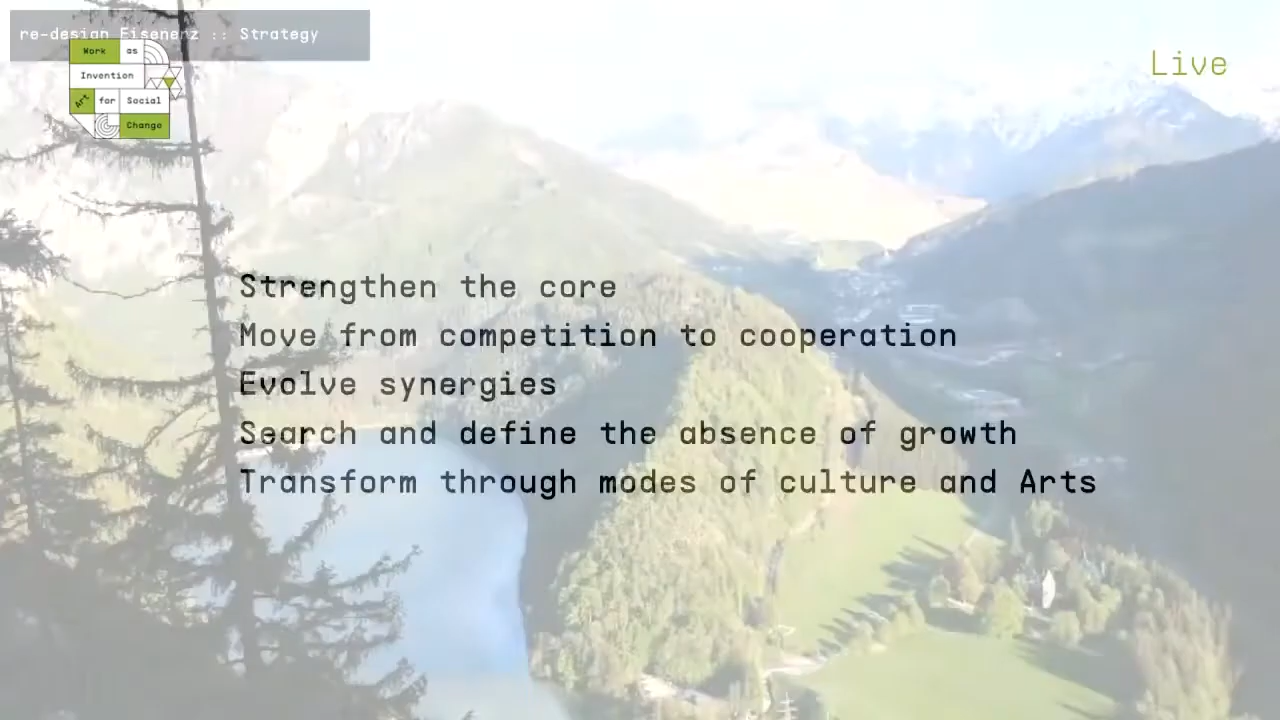 re-design Eisenerz :: Strategy
Work as
Invention
Art for Social
Change
Live
Strengthen the core
Move from competition to cooperation
Evolve synergies
Search and define the absence of growth
Transform through modes of culture and Arts